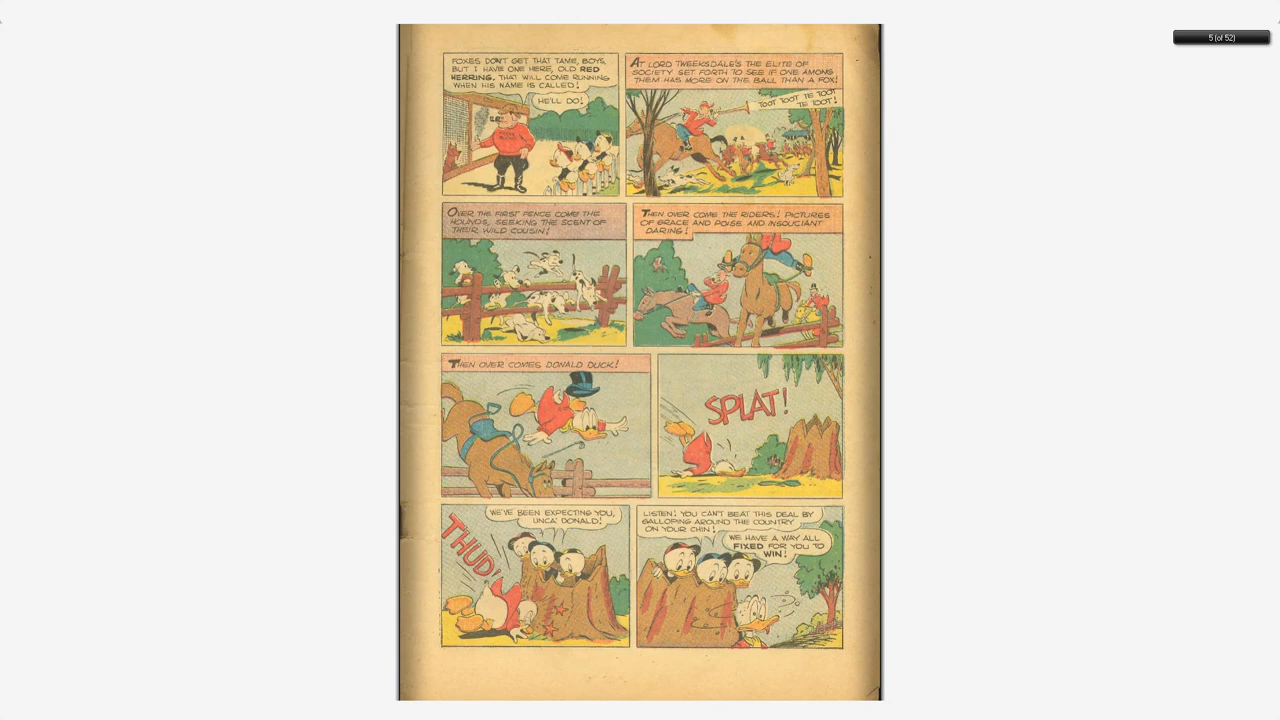 5 (of 52)
FOXES DON'T GET THAT TAME, BOYS,
BUT I HAVE ONE HERE, OLD RED
HERRING, THAT WILL COME RUNNING
WHEN HIS NAME IS CALLED!
HE'LL DO!
AT LORD TWEEKSDALE'S THE ELITE OF
SOCIETY SET FORTH TO SEE IF ONE AMONG
THEM HAS MORE ON THE BALL THAN A FOX!
TOOT TOOT TE TOOT
TE TOOT!
OVER THE FIRST FENCE COME THE
HOUNDS, SEEKING THE SCENT OF
THEIR WILD COUSIN!
THEN OVER COME THE RIDERS! PICTURES
OF GRACE AND POISE AND INSOUCIANT
DARING!
THEN OVER COMES DONALD DUCK!
SPLAT!
THUD!
WE'VE BEEN EXPECTING YOU,
UNCA' DONALD!
LISTEN! YOU CAN'T BEAT THIS DEAL BY
GALLOPING AROUND THE COUNTRY
ON YOUR CHIN!
WE HAVE A WAY ALL
FIXED FOR YOU TO
WIN!